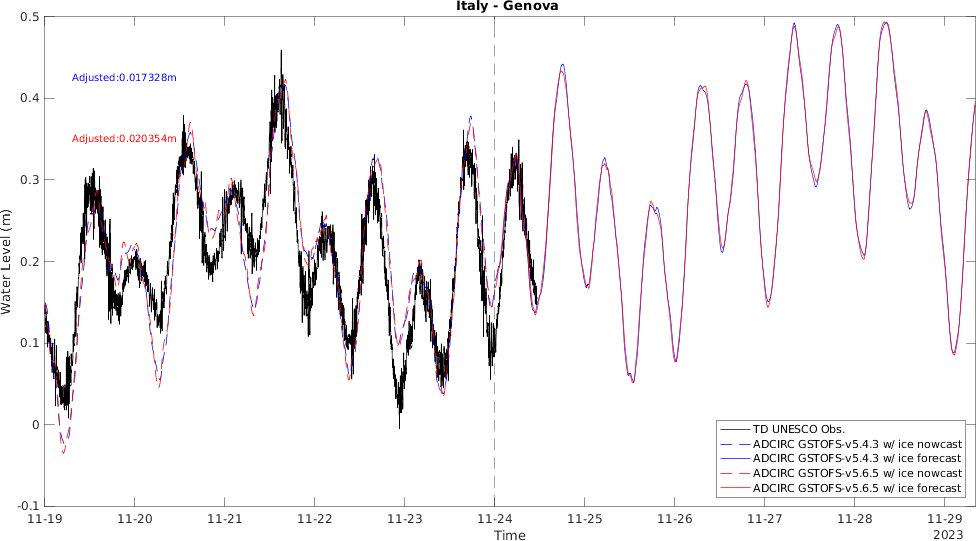 Italy - Genova
Adjusted:0.017328m
Adjusted:0.020354m
Water Level (m)
0.5
0.4
0.3
0.2
0.1
0
-0.1
11-19 11-20 11-21 11-22 11-23 11-24 11-25 11-26 11-27 11-28 11-29
2023
Time
TD UNESCO Obs.
ADCIRC GSTOFS-v5.4.3 w/ ice nowcast
ADCIRC GSTOFS-v5.4.3 w/ ice forecast
ADCIRC GSTOFS-v5.6.5 w/ ice nowcast
ADCIRC GSTOFS-v5.6.5 w/ ice forecast